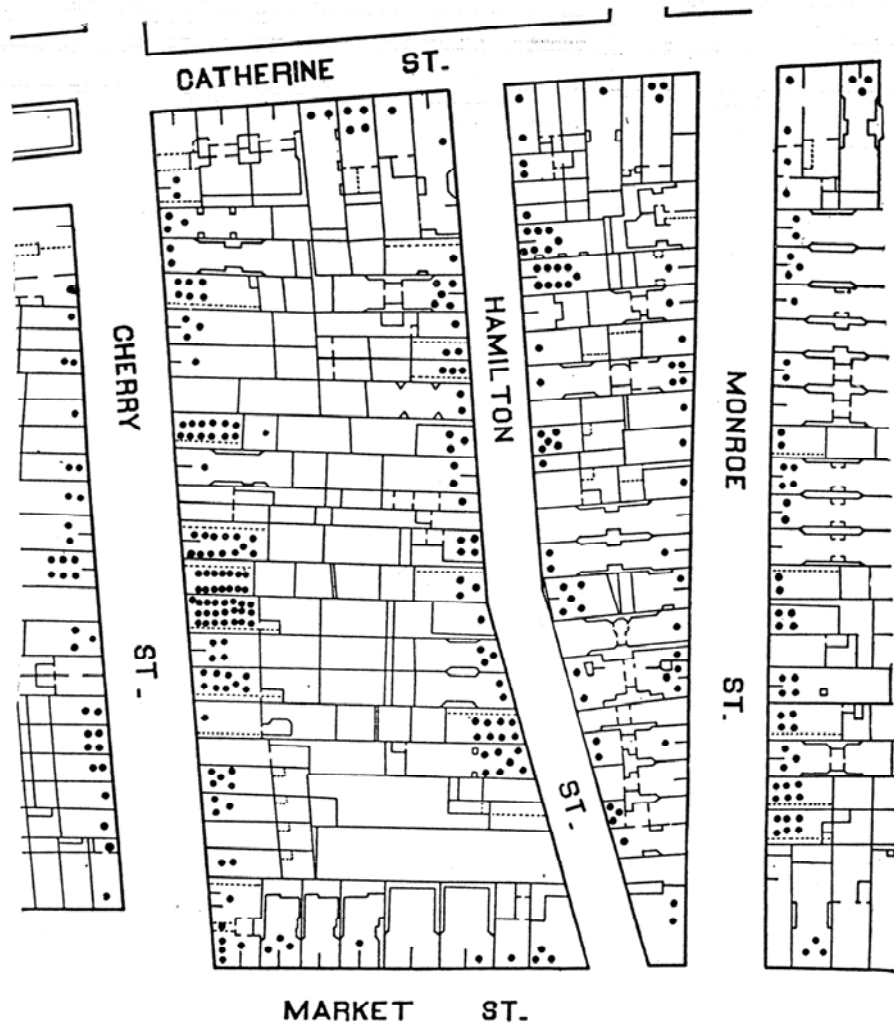 CATHERINE ST.
CHERRY ST.
HAMILTON ST.
MONROE ST.
MARKET ST.